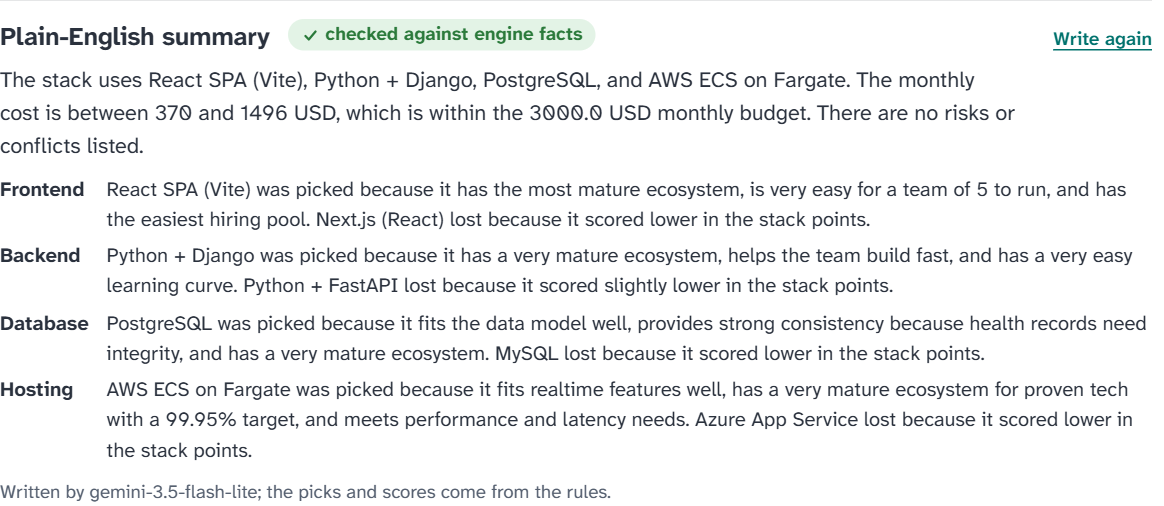 Plain-English summary
✓ checked against engine facts
Write again
The stack uses React SPA (Vite), Python + Django, PostgreSQL, and AWS ECS on Fargate. The monthly
cost is between 370 and 1496 USD, which is within the 3000.0 USD monthly budget. There are no risks or
conflicts listed.
Frontend React SPA (Vite) was picked because it has the most mature ecosystem, is very easy for a team of 5 to run, and has
the easiest hiring pool. Next.js (React) lost because it scored lower in the stack points.
Backend Python + Django was picked because it has a very mature ecosystem, helps the team build fast, and has a very easy
learning curve. Python + FastAPI lost because it scored slightly lower in the stack points.
Database PostgreSQL was picked because it fits the data model well, provides strong consistency because health records need
integrity, and has a very mature ecosystem. MySQL lost because it scored lower in the stack points.
Hosting AWS ECS on Fargate was picked because it fits realtime features well, has a very mature ecosystem for proven tech
with a 99.95% target, and meets performance and latency needs. Azure App Service lost because it scored lower in
the stack points.
Written by gemini-3.5-flash-lite; the picks and scores come from the rules.